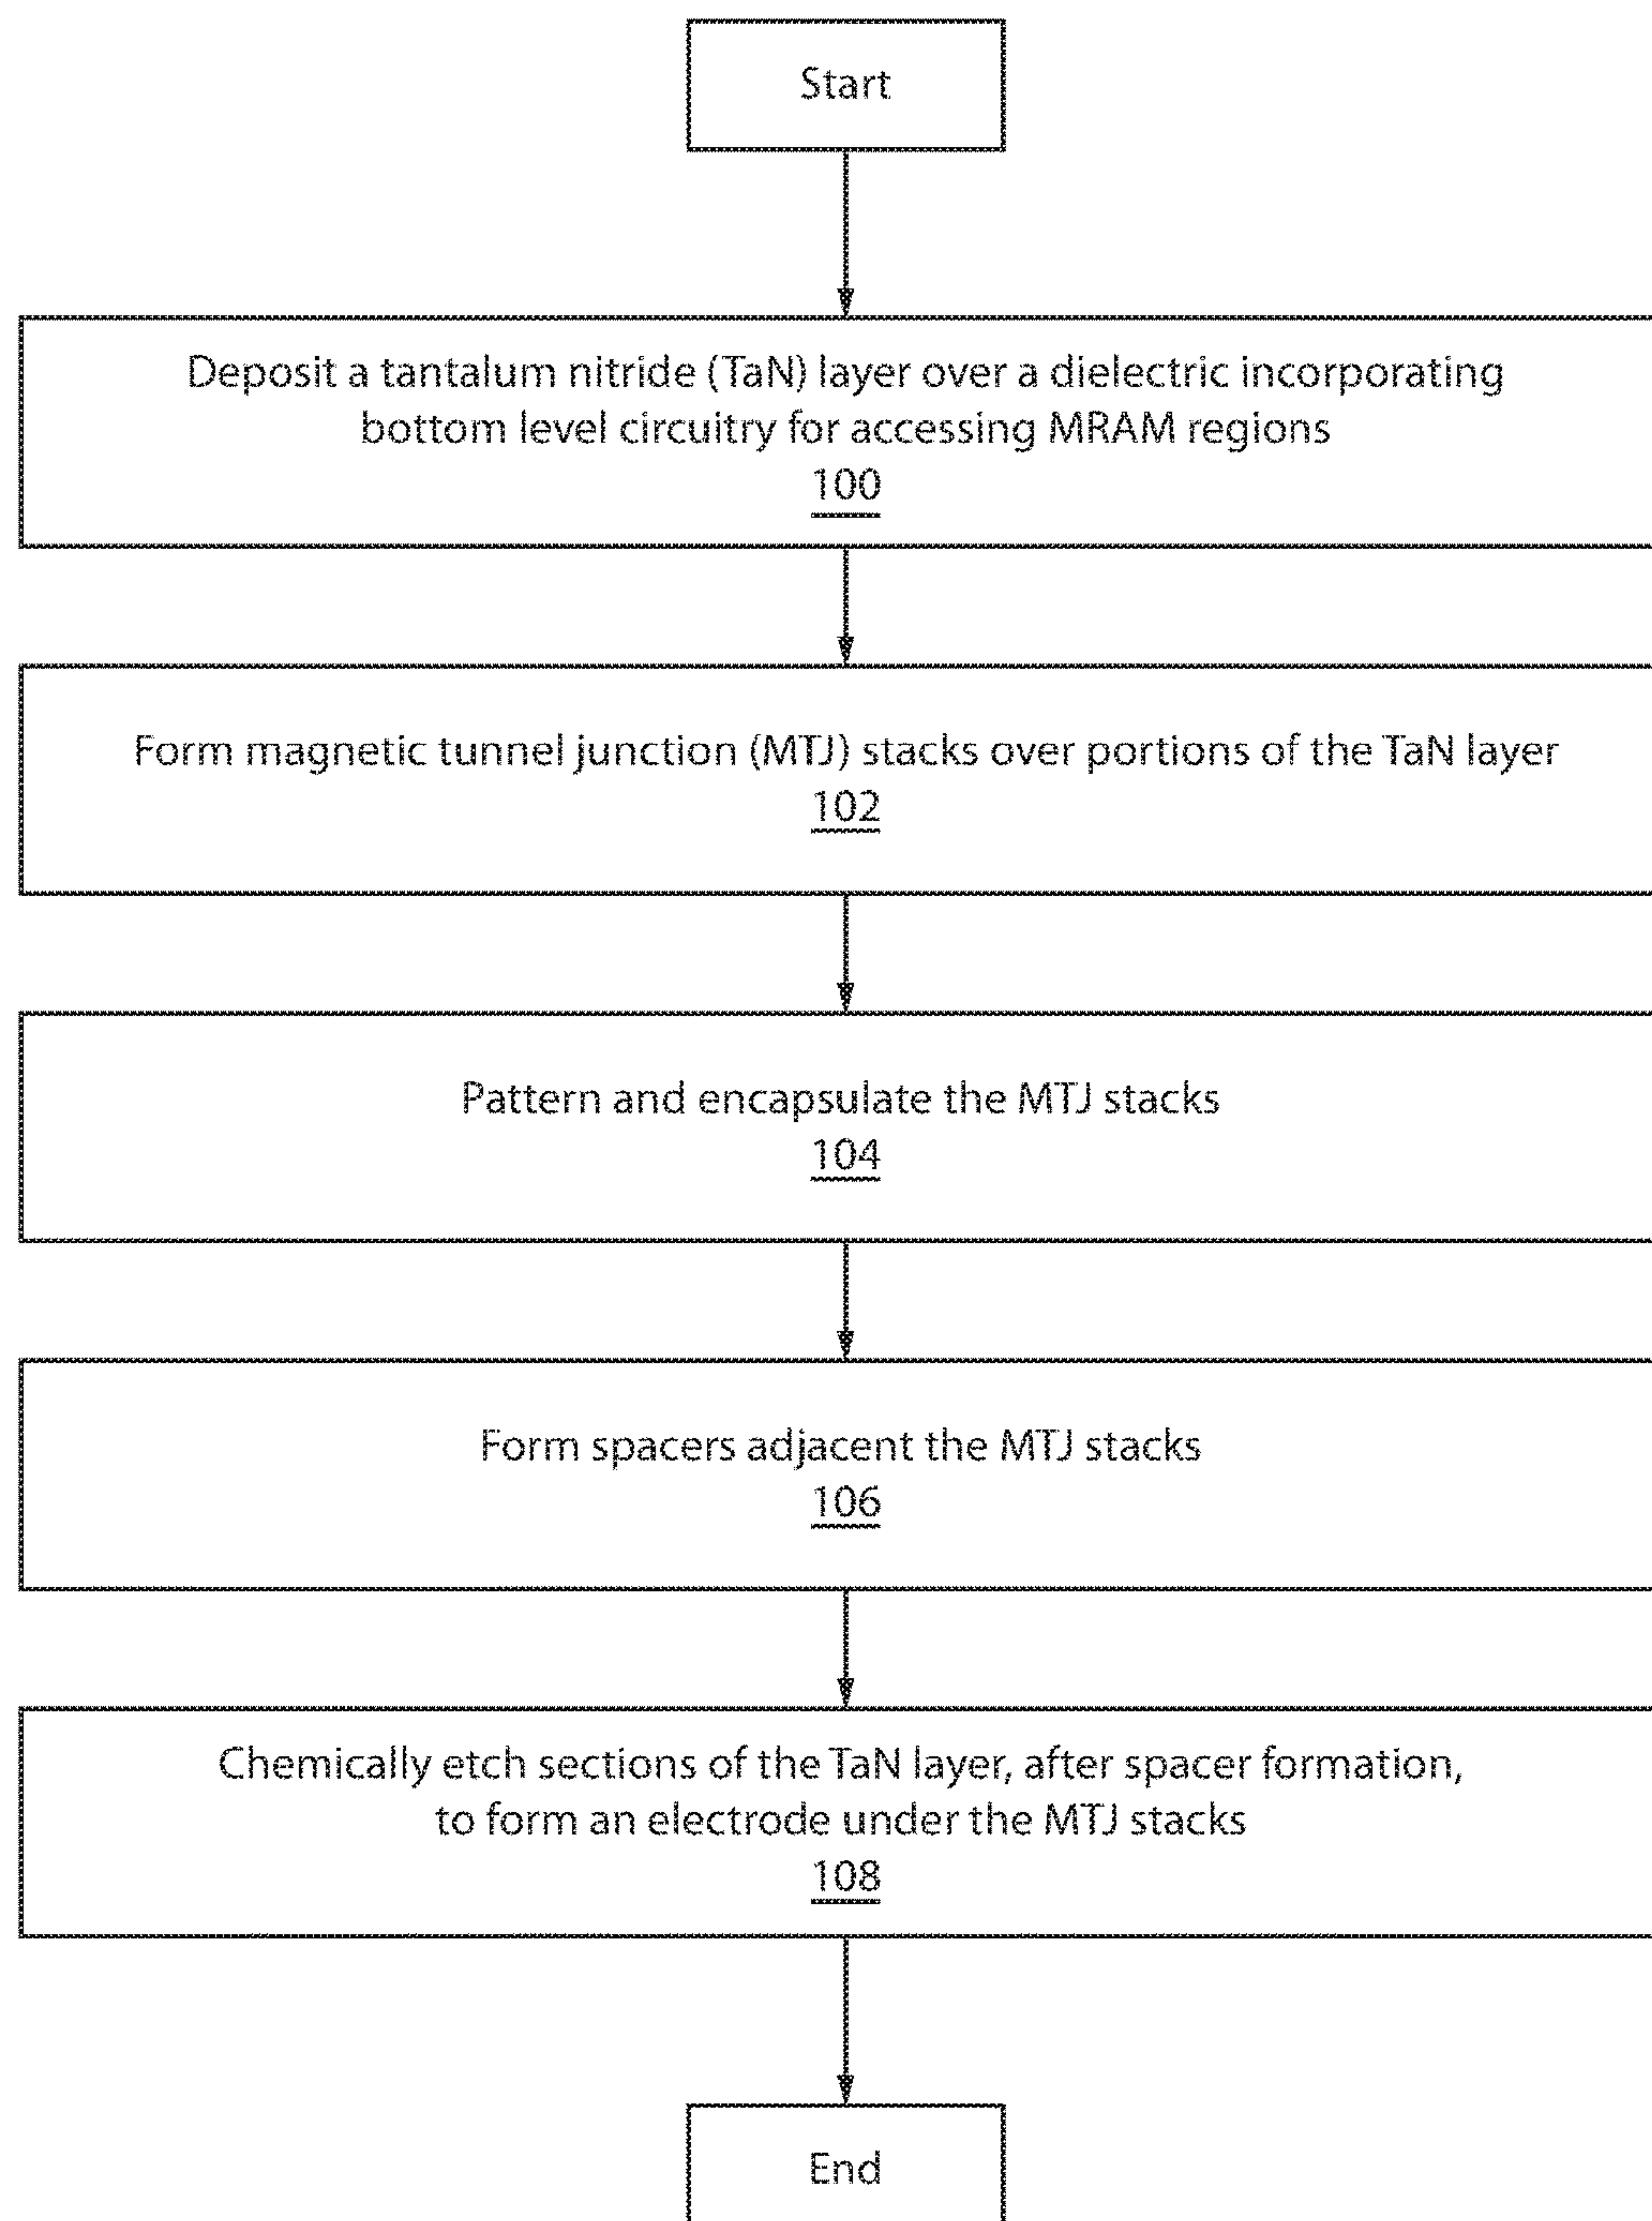 Start
Deposit a tantalum nitride (TaN) layer over a dielectric incorporating
bottom level circuitry for accessing MRAM regions
100
Form magnetic tunnel junction (MTJ) stacks over portions of the TaN layer
102
Pattern and encapsulate the MTJ stacks
104
Form spacers adjacent the MTJ stacks
106
Chemically etch sections of the TaN layer, after spacer formation,
to form an electrode under the MTJ stacks
108
End